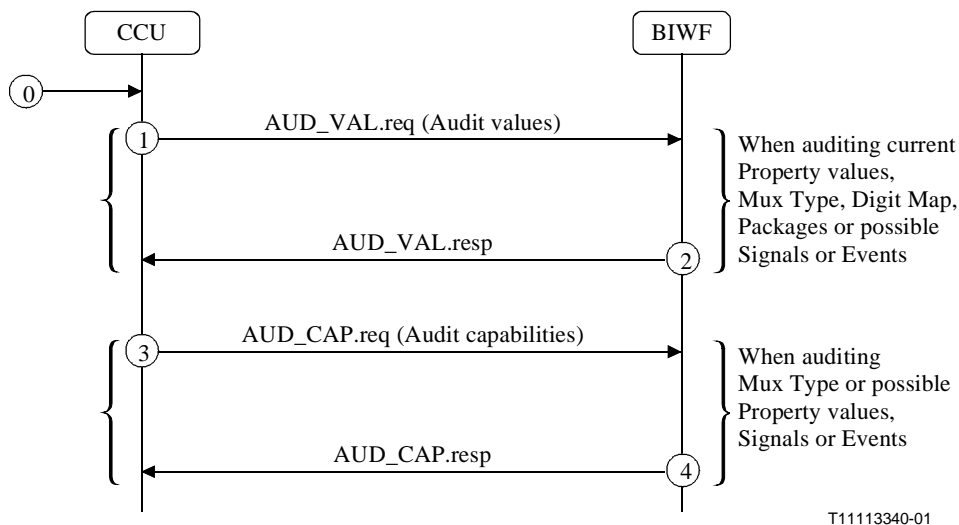 CCU
BIWF
0
1
AUD_VAL.req (Audit values)
When auditing current
Property values,
Mux Type, Digit Map,
Packages or possible
Signals or Events
AUD_VAL.resp
2
3
AUD_CAP.req (Audit capabilities)
When auditing
Mux Type or possible
Property values,
Signals or Events
AUD_CAP.resp
4
T11113340-01